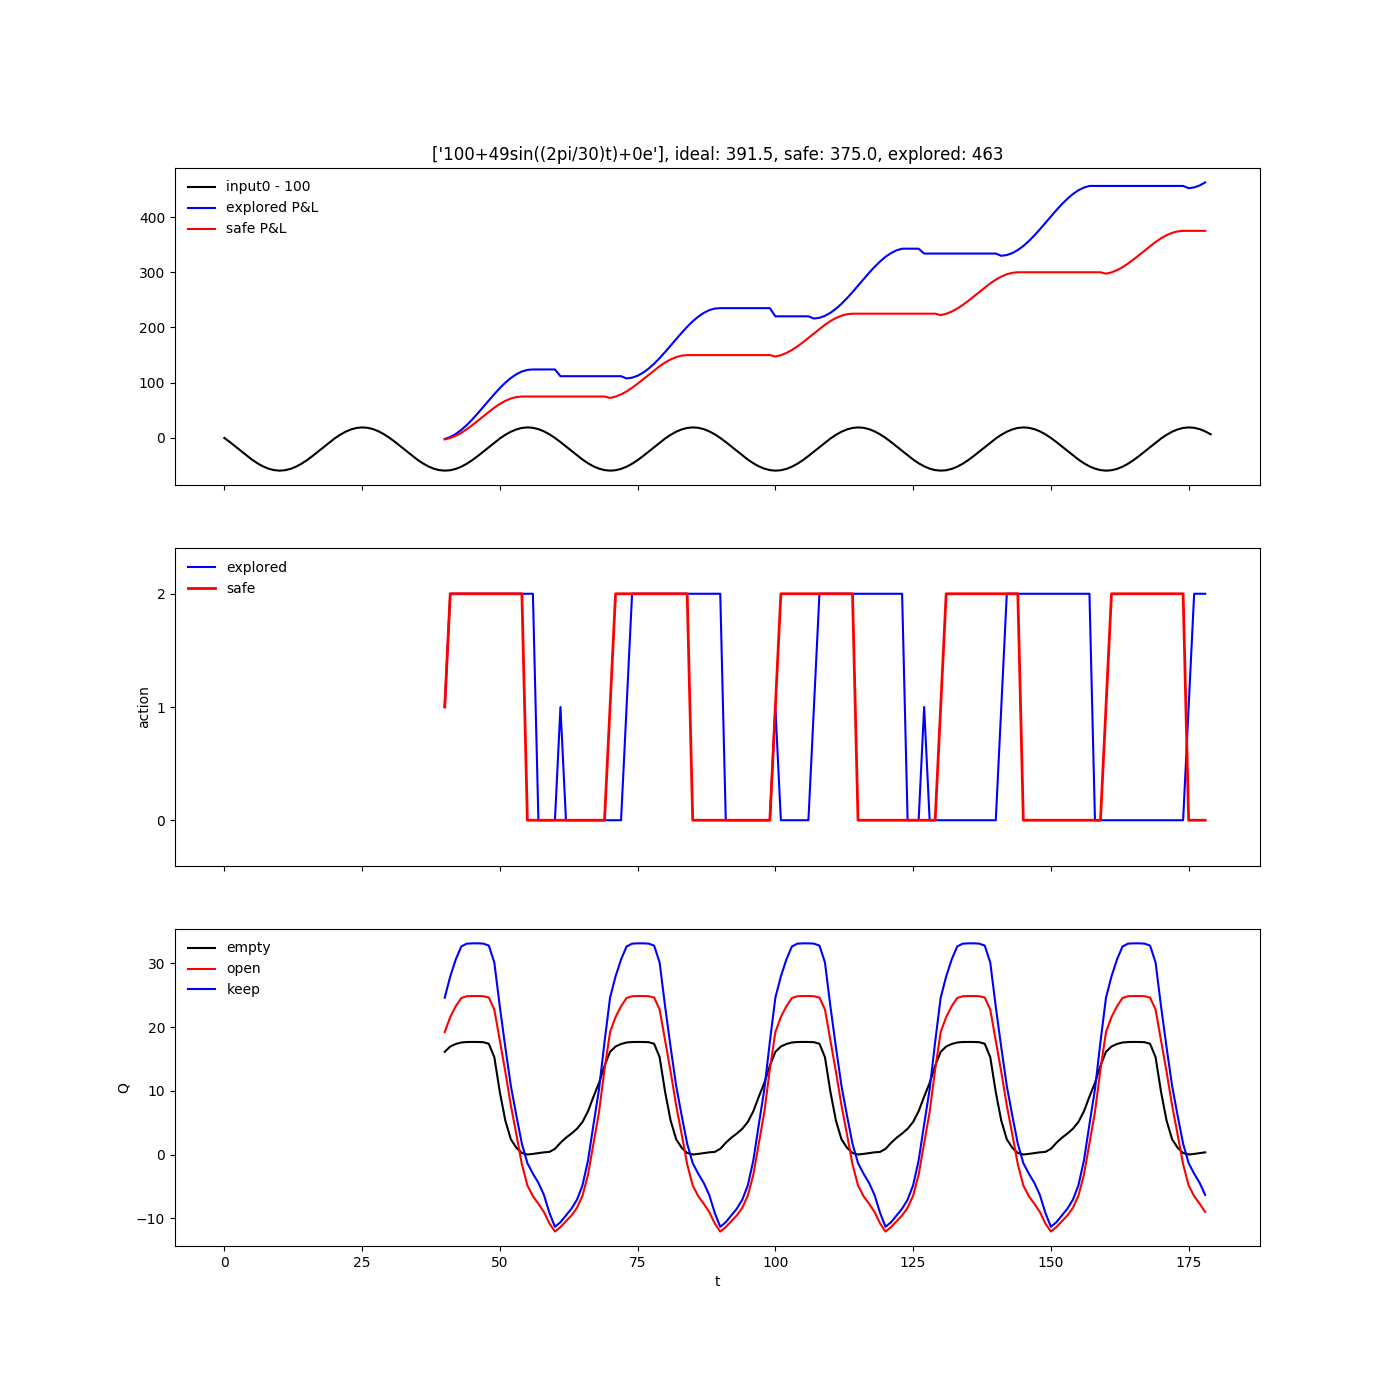 ['100+49sin((2pi/30)t)+0e'], ideal: 391.5, safe: 375.0, explored: 463
input0 - 100
explored P&L
safe P&L
400
300
200
100
0
explored
safe
2
1
0
action
empty
open
keep
30
20
10
0
−10
Q
0 25 50 75 100 125 150 175
t